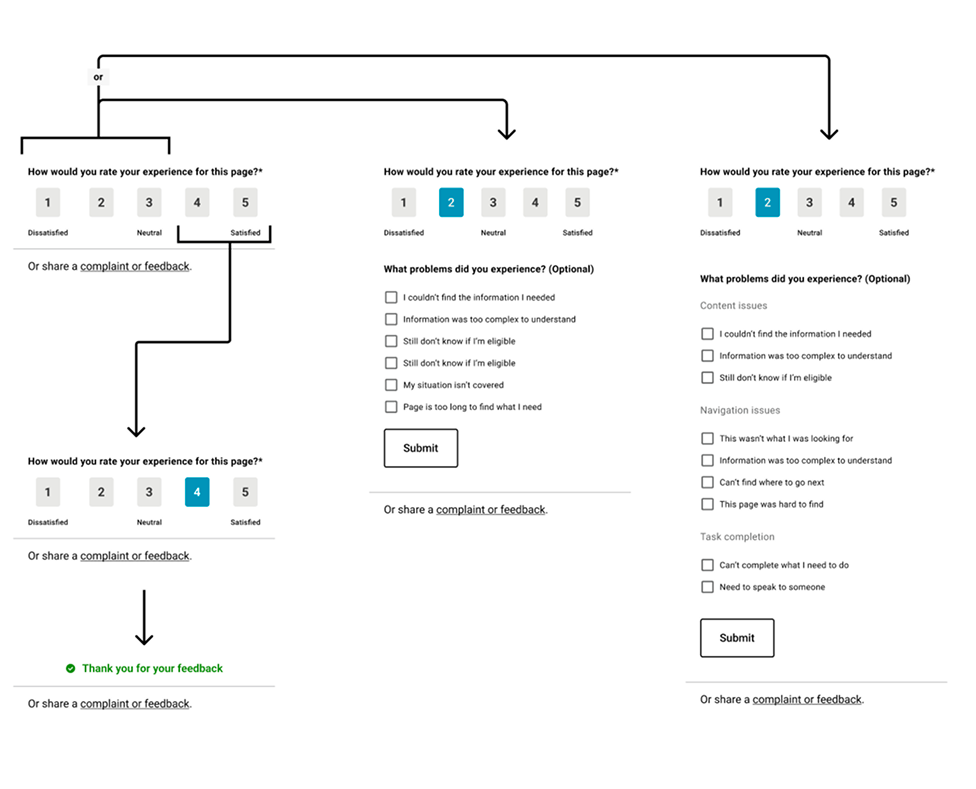 or
How would you rate your experience for this page?*
1 2 3 4 5
Dissatisfied Neutral Satisfied
Or share a complaint or feedback.
How would you rate your experience for this page?*
1 2 3 4 5
Dissatisfied Neutral Satisfied
Or share a complaint or feedback.
Thank you for your feedback
Or share a complaint or feedback.
How would you rate your experience for this page?*
1 2 3 4 5
Dissatisfied Neutral Satisfied
What problems did you experience? (Optional)
I couldn't find the information I needed
Information was too complex to understand
Still don't know if I'm eligible
Still don't know if I'm eligible
My situation isn't covered
Page is too long to find what I need
Submit
Or share a complaint or feedback.
How would you rate your experience for this page?*
1 2 3 4 5
Dissatisfied Neutral Satisfied
What problems did you experience? (Optional)
Content issues
I couldn't find the information I needed
Information was too complex to understand
Still don't know if I'm eligible
Navigation issues
This wasn't what I was looking for
Information was too complex to understand
Can't find where to go next
This page was hard to find
Task completion
Can't complete what I need to do
Need to speak to someone
Submit
Or share a complaint or feedback.